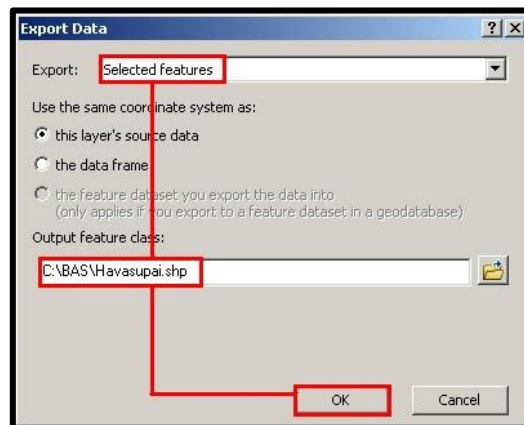 Export Data
Export: Selected features
Use the same coordinate system as:
this layer's source data
the data frame
the feature dataset you export the data into
(only applies if you export to a feature dataset in a geodatabase)
Output feature class:
C:\BAS\Havasupai.shp
OK Cancel